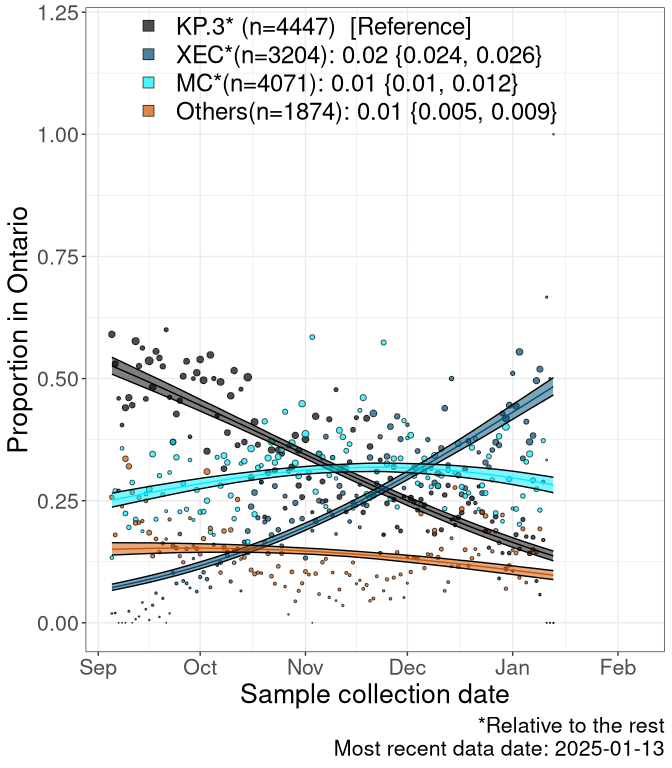 KP.3* (n=4447)  [Reference]
XEC*(n=3204): 0.02 {0.024, 0.026}
MC*(n=4071): 0.01 {0.01, 0.012}
Others(n=1874): 0.01 {0.005, 0.009}
1.25
1.00
0.75
0.50
0.25
0.00
Proportion in Ontario
Sep Oct Nov Dec Jan Feb
Sample collection date
*Relative to the rest
Most recent data date: 2025-01-13